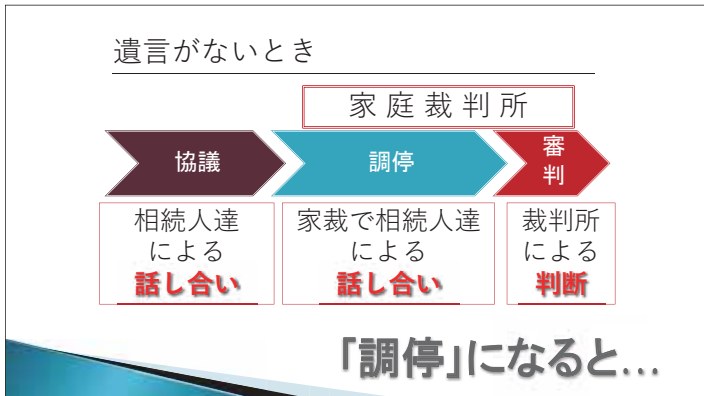 遺言がないとき
家庭裁判所
協議
調停
審
判
相続人達
による
話し合い
家裁で相続人達
による
話し合い
裁判所
による
判断
「調停」になると…